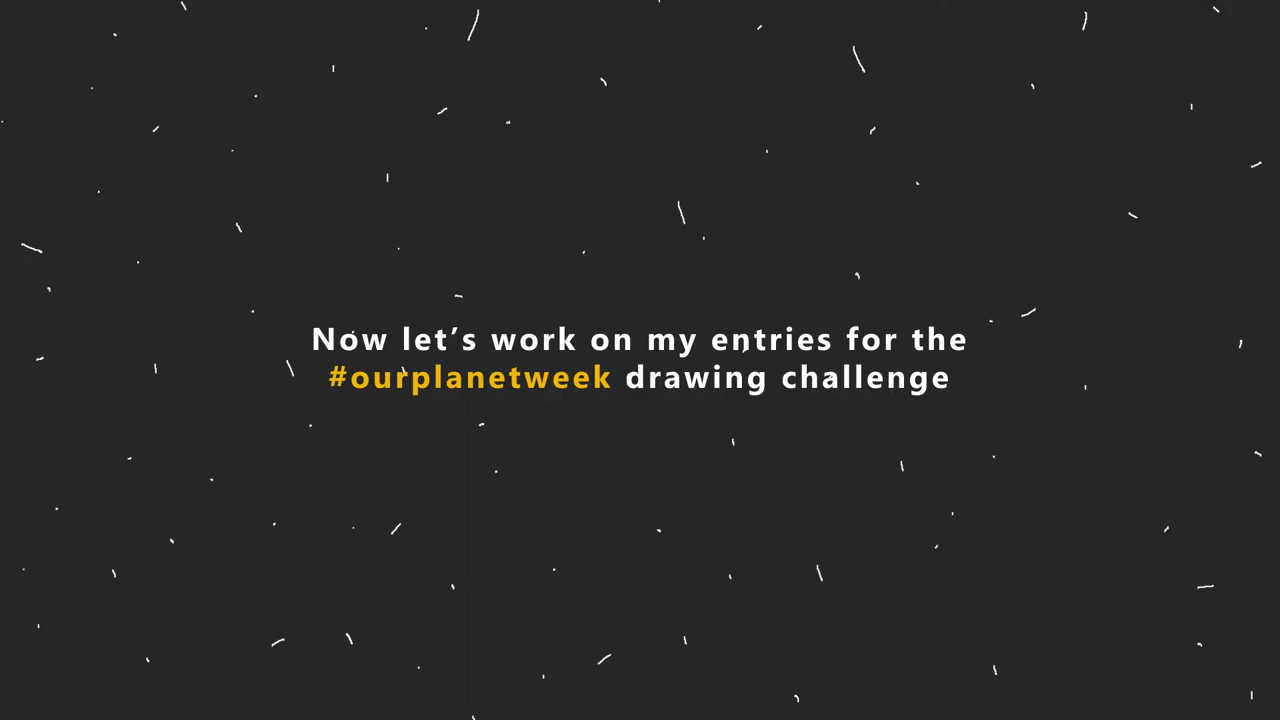 Now let’s work on my entries for the
#ourplanetweek drawing challenge